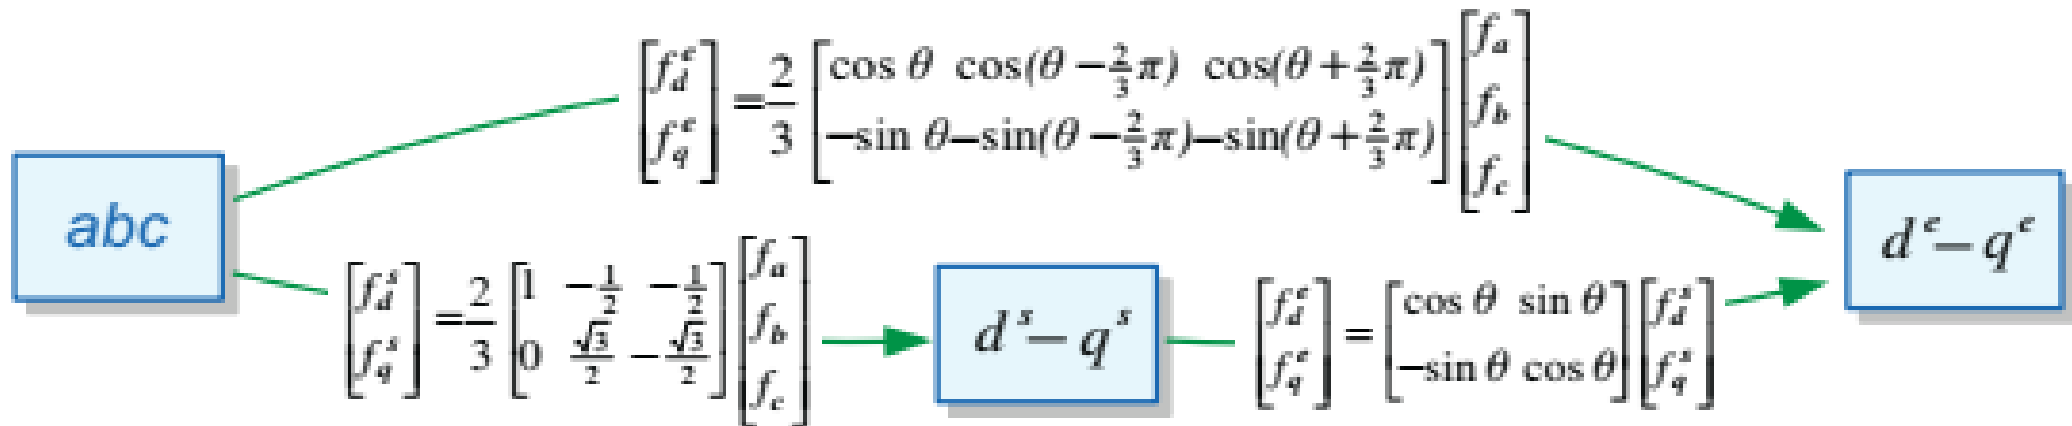 abc
[f_d^e f_q^e] = 2/3 [cos θ cos(θ − 2/3 π) cos(θ + 2/3 π) −sin θ −sin(θ − 2/3 π) −sin(θ + 2/3 π)] [f_a f_b f_c]
[f_d^s f_q^s] = 2/3 [1 −1/2 −1/2 0 √3/2 −√3/2] [f_a f_b f_c]
d^s − q^s
[f_d^e f_q^e] = [cos θ sin θ −sin θ cos θ] [f_d^s f_q^s]
d^e − q^e